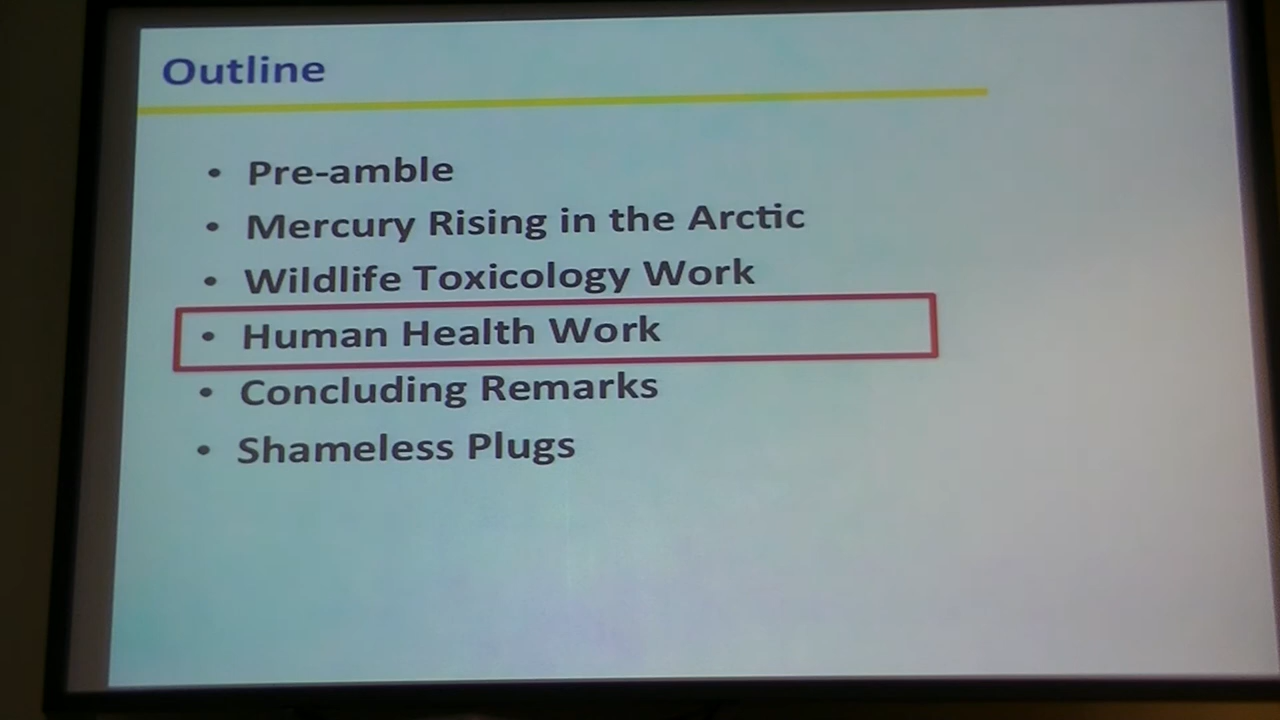 Outline
• Pre-amble
• Mercury Rising in the Arctic
• Wildlife Toxicology Work
• Human Health Work
• Concluding Remarks
• Shameless Plugs